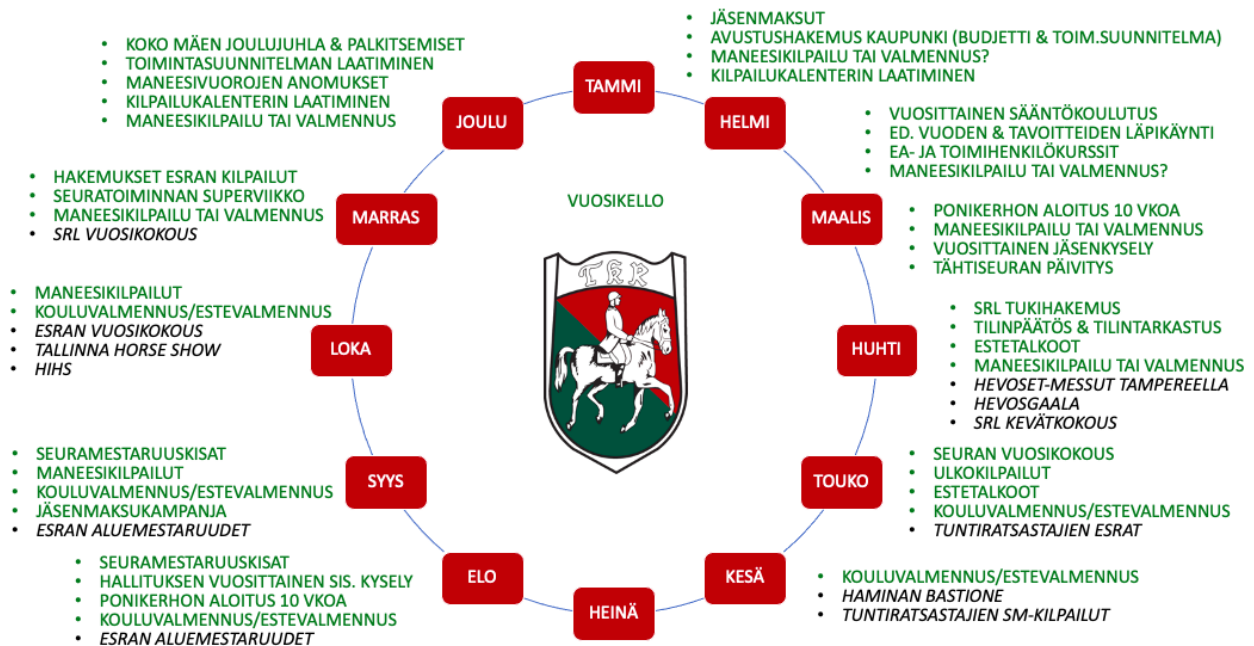 JÄSENMAKSUT
AVUSTUSHAKEMUS KAUPUNKI (BUDJETTI & TOIM.SUUNNITELMA)
MANEESIKILPAILU TAI VALMENNUS?
KILPAILUKALENTERIN LAATIMINEN
KOKO MÄEN JOULUJUHLA & PALKITSEMISET
TOIMINTASUUNNITELMAN LAATIMINEN
MANEESIVUOROJEN ANOMUKSET
KILPAILUKALENTERIN LAATIMINEN
MANEESIKILPAILU TAI VALMENNUS
TAMMI
JOULU
HELMI
VUOSITTAINEN SÄÄNTÖKOULUTUS
ED. VUODEN & TAVOITTEIDEN LÄPIKÄYNTI
EA- JA TOIMIHENKILÖKURSSIT
MANEESIKILPAILU TAI VALMENNUS?
HAKEMUKSET ESRAN KILPAILUT
SEURATOIMINNAN SUPERVIIKKO
MANEESIKILPAILU TAI VALMENNUS
SRL VUOSIKOKOUS
MARRAS
VUOSIKELLO
MAALIS
PONIKERHON ALOITUS 10 VKOA
MANEESIKILPAILU TAI VALMENNUS
VUOSITTAINEN JÄSENKYSELY
TÄHTISEURAN PÄIVITYS
TKR
MANEESIKILPAILUT
KOULUVALMENNUS/ESTEVALMENNUS
ESRAN VUOSIKOKOUS
TALLINNA HORSE SHOW
HIHS
LOKA
HUHTI
SRL TUKIHAKEMUS
TILINPÄÄTÖS & TILINTARKASTUS
ESTETALKOOT
MANEESIKILPAILU TAI VALMENNUS
HEVOSET-MESSUT TAMPEREELLA
HEVOSGAALA
SRL KEVÄTKOKOUS
SEURAMESTARUUSKISAT
MANEESIKILPAILUT
KOULUVALMENNUS/ESTEVALMENNUS
JÄSENMAKSUKAMPANJA
ESRAN ALUEMESTARUUDET
SYYS
TOUKO
SEURAN VUOSIKOKOUS
ULKOKILPAILUT
ESTETALKOOT
KOULUVALMENNUS/ESTEVALMENNUS
TUNTIRATSASTAJIEN ESRAT
SEURAMESTARUUSKISAT
HALLITUKSEN VUOSITTAINEN SIS. KYSELY
PONIKERHON ALOITUS 10 VKOA
KOULUVALMENNUS/ESTEVALMENNUS
ESRAN ALUEMESTARUUDET
ELO
HEINÄ
KESÄ
KOULUVALMENNUS/ESTEVALMENNUS
HAMINAN BASTIONE
TUNTIRATSASTAJIEN SM-KILPAILUT